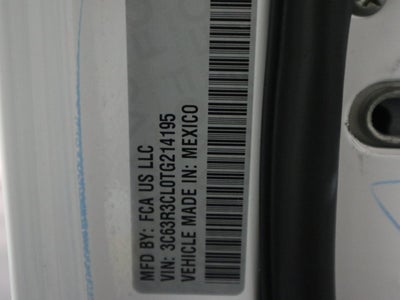 MFD BY: FCA US LLC
VIN: 3C63R3CL0TG214195
VEHICLE MADE IN: MEXICO